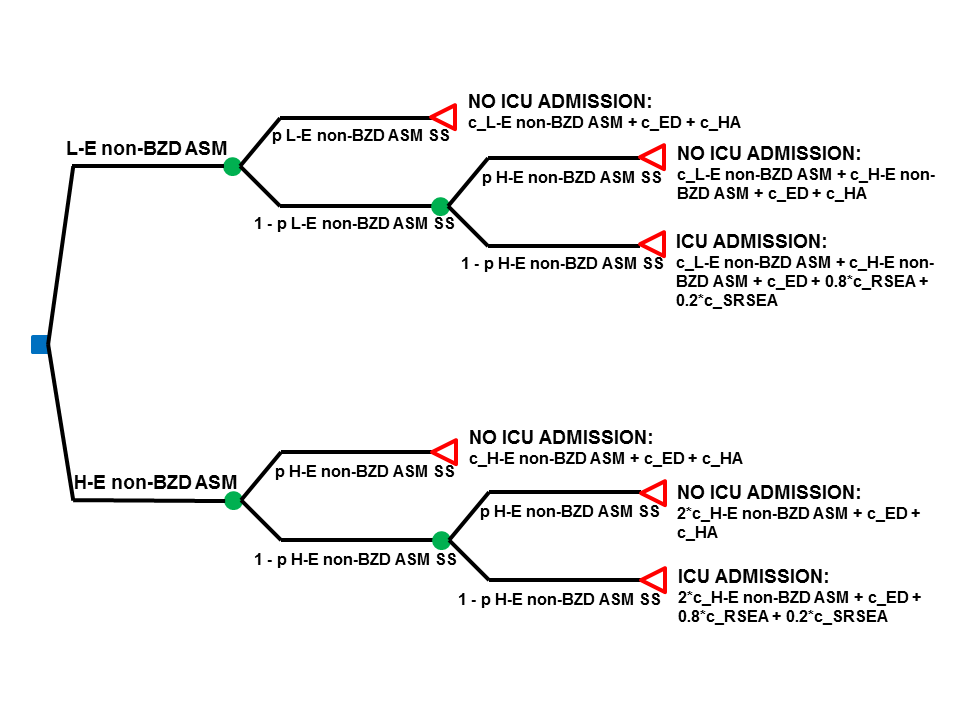 NO ICU ADMISSION:
c_L-E non-BZD ASM + c_ED + c_HA
p L-E non-BZD ASM SS
L-E non-BZD ASM
NO ICU ADMISSION:
c_L-E non-BZD ASM + c_H-E non-
BZD ASM + c_ED + c_HA
p H-E non-BZD ASM SS
1 - p L-E non-BZD ASM SS
ICU ADMISSION:
c_L-E non-BZD ASM + c_H-E non-
BZD ASM + c_ED + 0.8*c_RSEA +
0.2*c_SRSEA
1 - p H-E non-BZD ASM SS
NO ICU ADMISSION:
c_H-E non-BZD ASM + c_ED + c_HA
p H-E non-BZD ASM SS
H-E non-BZD ASM
NO ICU ADMISSION:
2*c_H-E non-BZD ASM + c_ED +
c_HA
p H-E non-BZD ASM SS
1 - p H-E non-BZD ASM SS
ICU ADMISSION:
2*c_H-E non-BZD ASM + c_ED +
0.8*c_RSEA + 0.2*c_SRSEA
1 - p H-E non-BZD ASM SS